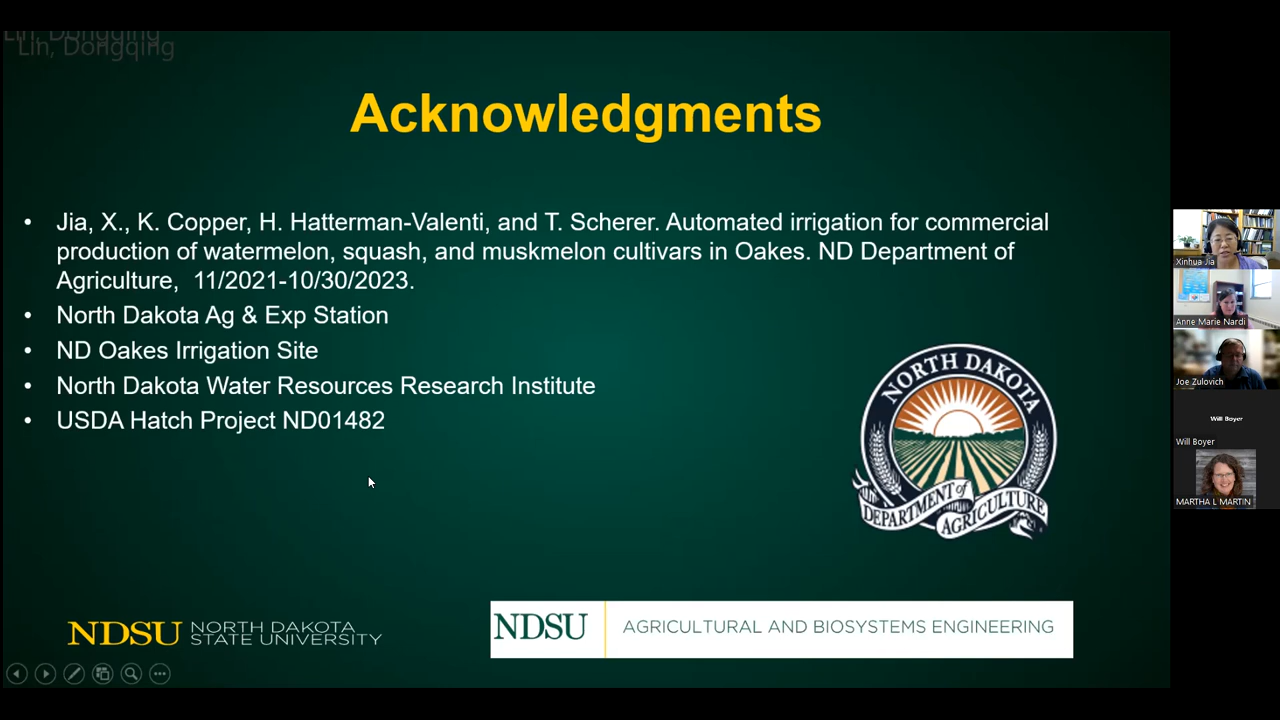 Lin, Dongqing
Lin, Dongqing
Acknowledgments
• Jia, X., K. Copper, H. Hatterman-Valenti, and T. Scherer. Automated irrigation for commercial
production of watermelon, squash, and muskmelon cultivars in Oakes. ND Department of
Agriculture, 11/2021-10/30/2023.
• North Dakota Ag & Exp Station
• ND Oakes Irrigation Site
• North Dakota Water Resources Research Institute
• USDA Hatch Project ND01482
NORTH DAKOTA
DEPARTMENT of
AGRICULTURE
NDSU NORTH DAKOTA
STATE UNIVERSITY
NDSU AGRICULTURAL AND BIOSYSTEMS ENGINEERING
Xinhua Jia
Anne Marie Nardi
Joe Zulovich
Will Boyer
Will Boyer
MARTHA L MARTIN